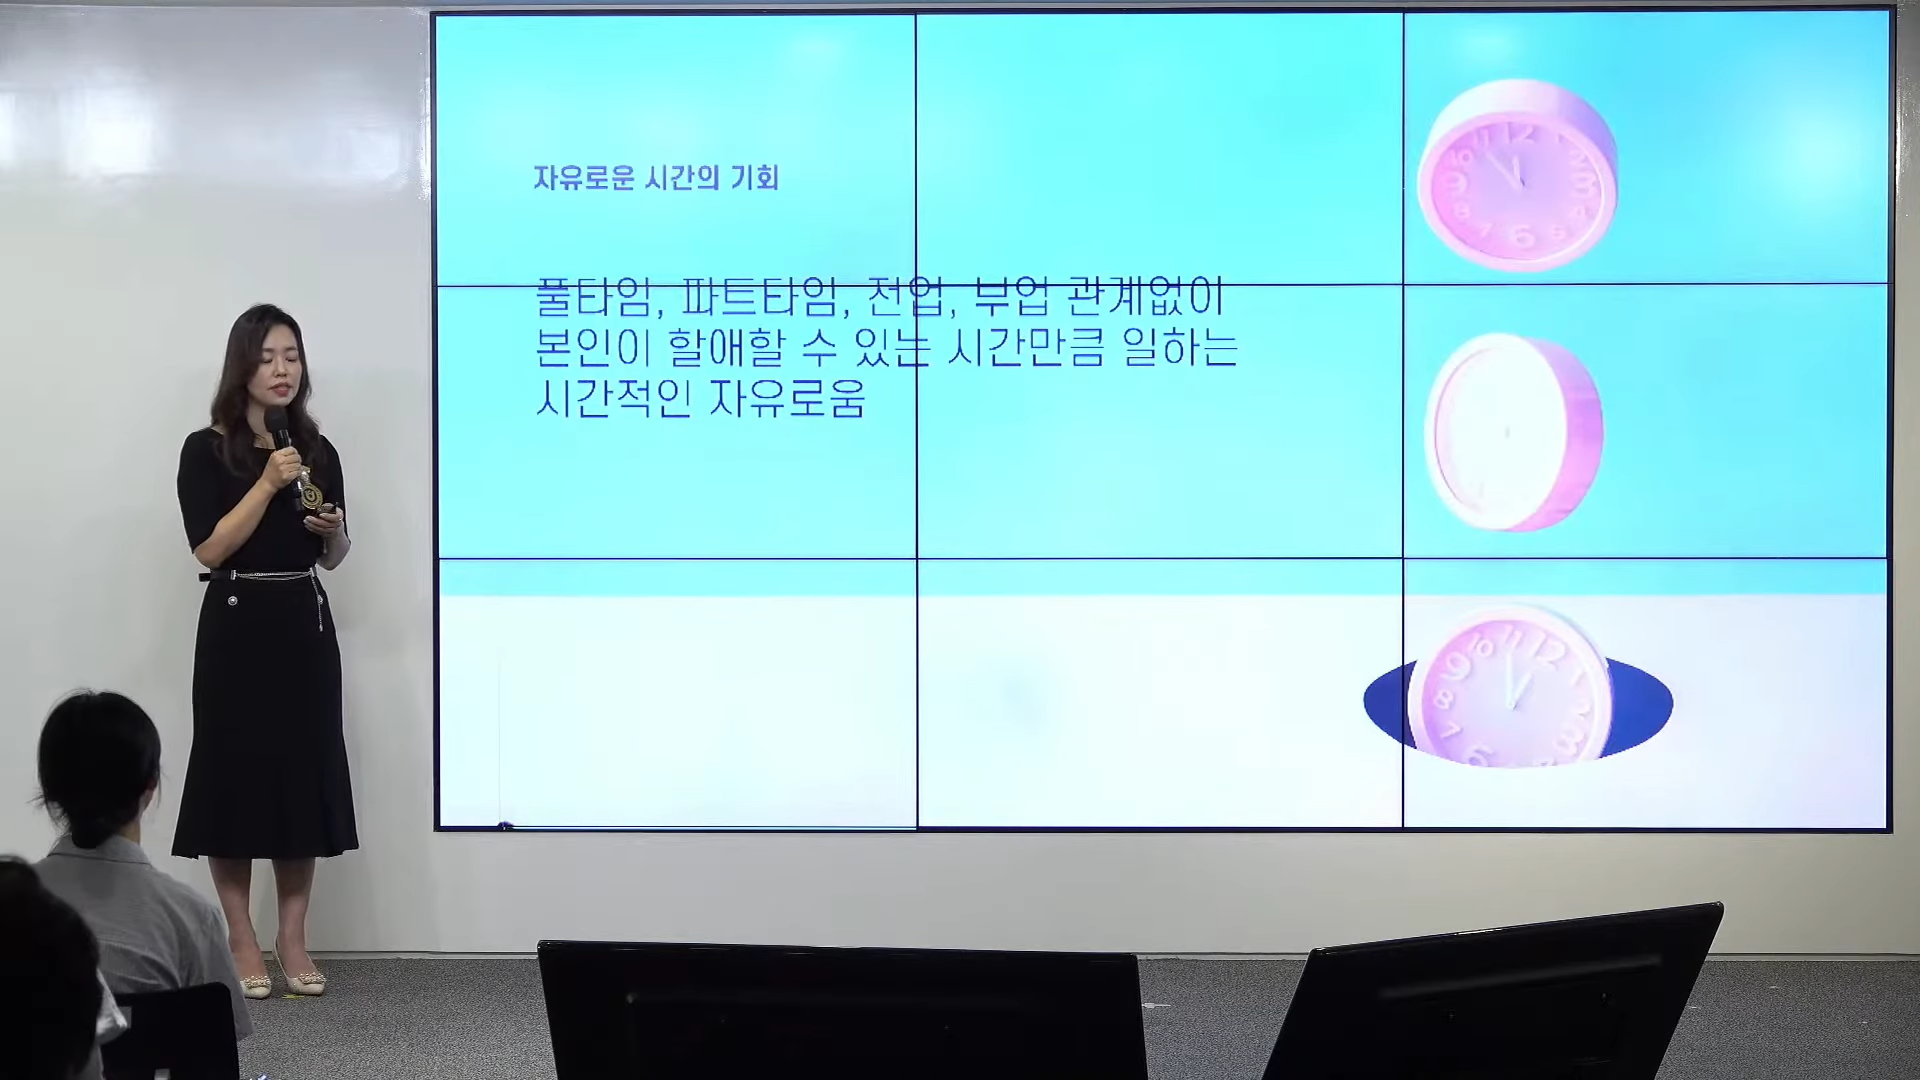 자유로운 시간의 기회
풀타임, 파트타임, 전업, 부업 관계없이
본인이 할애할 수 있는 시간만큼 일하는
시간적인 자유로움